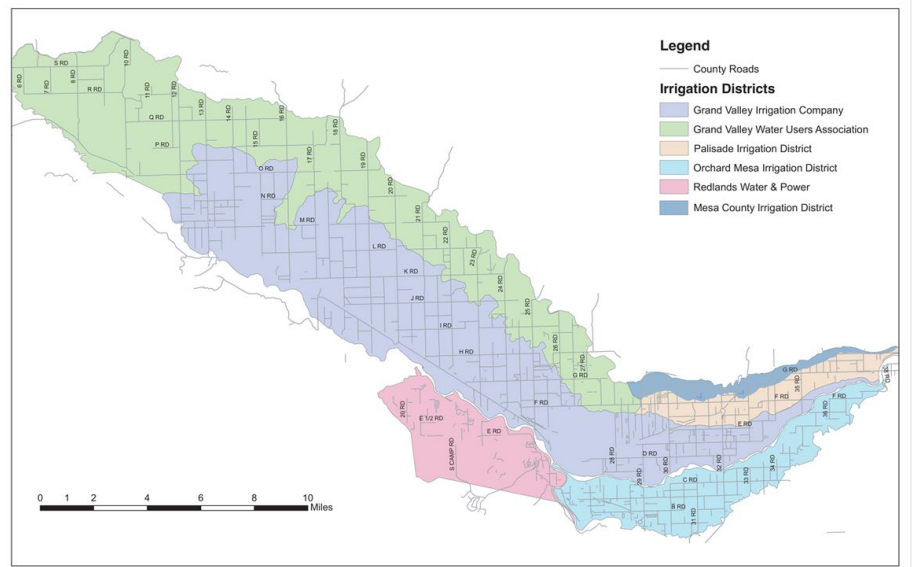 Legend
County Roads
Irrigation Districts
Grand Valley Irrigation Company
Grand Valley Water Users Association
Palisade Irrigation District
Orchard Mesa Irrigation District
Redlands Water & Power
Mesa County Irrigation District
S RD
10 RD
6 RD
7 RD
8 RD
R RD
11 RD
12 RD
13 RD
14 RD
16 RD
Q RD
15 RD
18 RD
P RD
17 RD
19 RD
O RD
20 RD
N RD
M RD
21 RD
22 RD
L RD
23 RD
K RD
24 RD
J RD
25 RD
I RD
26 RD
H RD
27 RD
G RD
G RD
35 RD
F RD
F RD
F RD
36 RD
20 RD
E 1/2 RD
E RD
E RD
S CAMP RD
28 RD
D RD
29 RD
30 RD
32 RD
33 RD
34 RD
C RD
B RD
31 RD
0 1 2 4 6 8 10
Miles